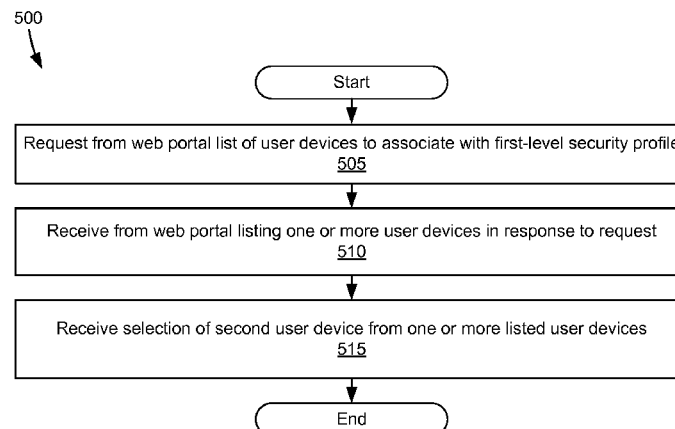 500
Start
Request from web portal list of user devices to associate with first-level security profile
505
Receive from web portal listing one or more user devices in response to request
510
Receive selection of second user device from one or more listed user devices
515
End